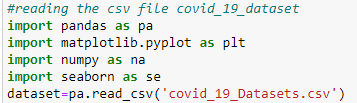 #reading the csv file covid_19_dataset
import pandas as pa
import matplotlib.pyplot as plt
import numpy as na
import seaborn as se
dataset=pa.read_csv('covid_19_Datasets.csv')